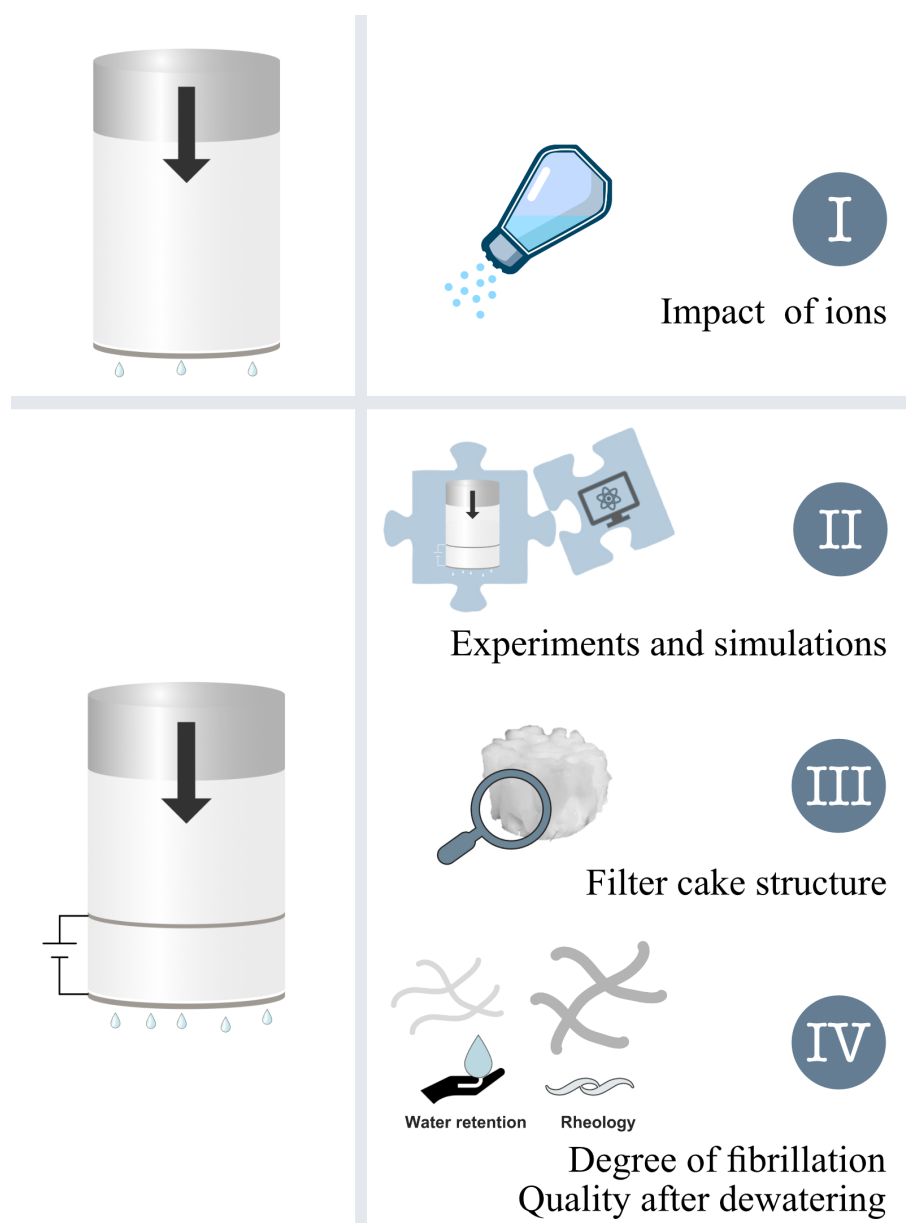 I
Impact  of ions
II
Experiments and simulations
III
Filter cake structure
IV
Water retention
Rheology
Degree of fibrillation
Quality after dewatering